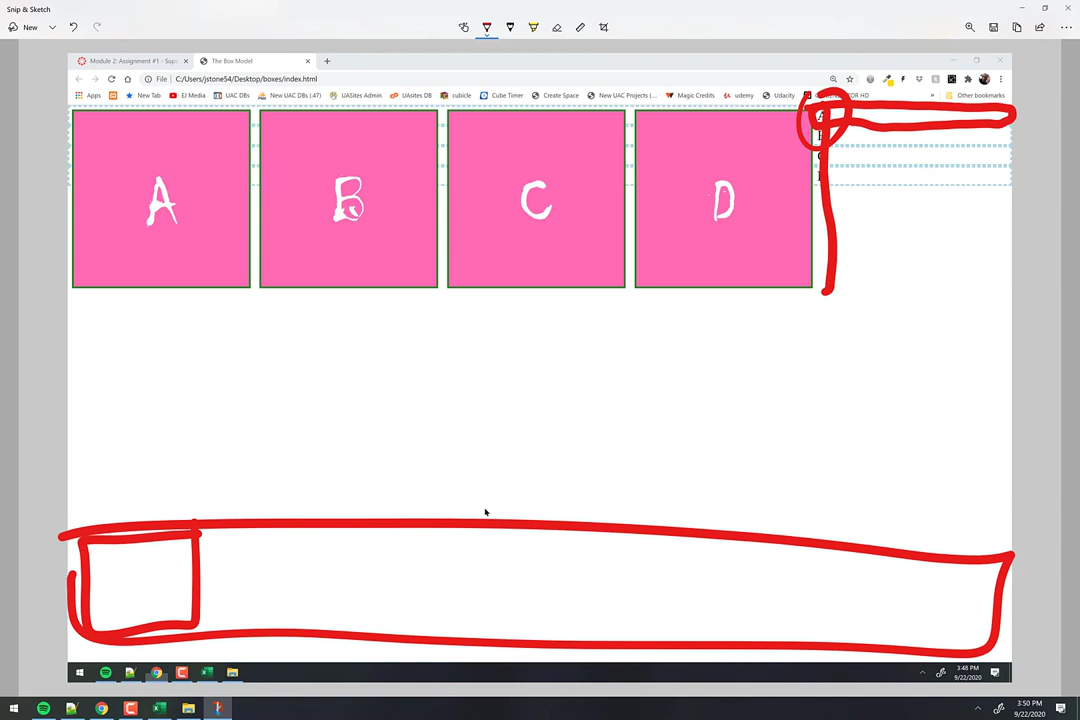 Snip & Sketch
New
Module 2: Assignment #1 - Supe
The Box Model
File
C:/Users/jstone54/Desktop/boxes/index.html
Apps
New Tab
EJ Media
UAC DBs
New UAC DBs (.47)
UASites Admin
UAsites DB
cubicle
Cube Timer
Create Space
New UAC Projects (...
Magic Credits
udemy
Udacity
HD
»
Other bookmarks
A
B
C
D
3:48 PM
9/22/2020
3:50 PM
9/22/2020